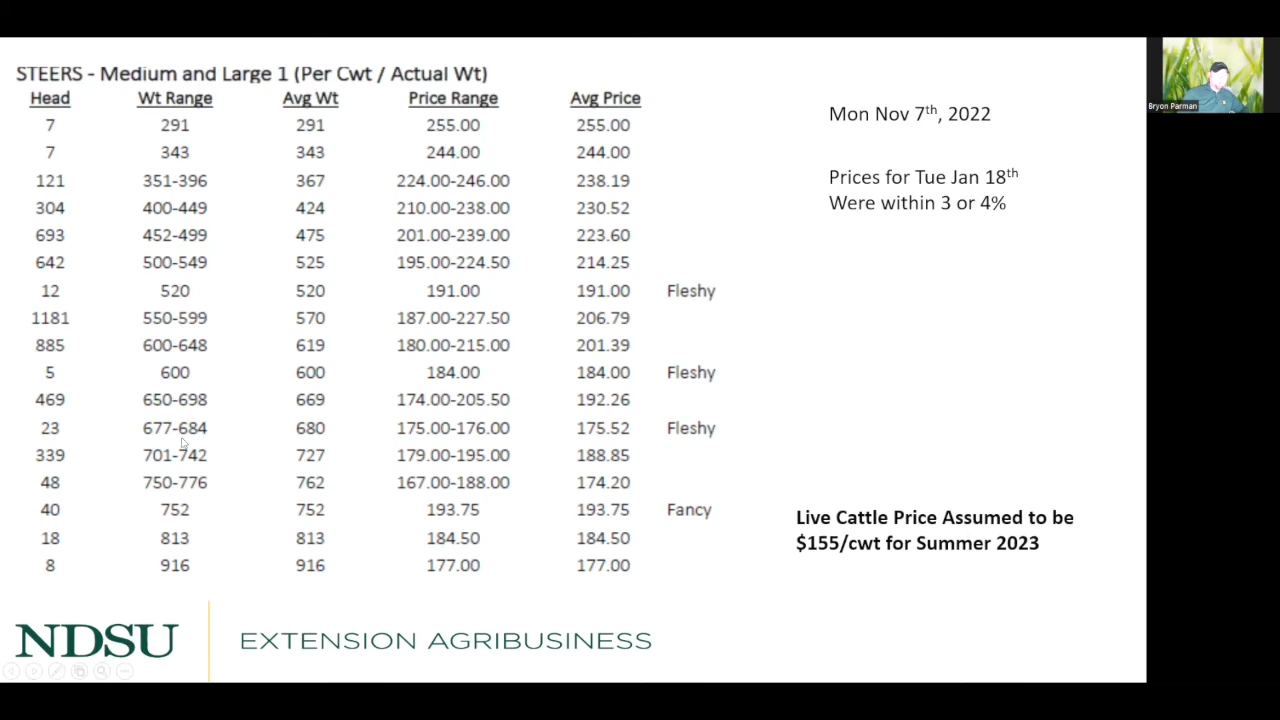 STEERS - Medium and Large 1 (Per Cwt / Actual Wt)
Head Wt Range Avg Wt Price Range Avg Price
7 291 291 255.00 255.00
7 343 343 244.00 244.00
121 351-396 367 224.00-246.00 238.19
304 400-449 424 210.00-238.00 230.52
693 452-499 475 201.00-239.00 223.60
642 500-549 525 195.00-224.50 214.25
12 520 520 191.00 191.00 Fleshy
1181 550-599 570 187.00-227.50 206.79
885 600-648 619 180.00-215.00 201.39
5 600 600 184.00 184.00 Fleshy
469 650-698 669 174.00-205.50 192.26
23 677-684 680 175.00-176.00 175.52 Fleshy
339 701-742 727 179.00-195.00 188.85
48 750-776 762 167.00-188.00 174.20
40 752 752 193.75 193.75 Fancy
18 813 813 184.50 184.50
8 916 916 177.00 177.00
Mon Nov 7th, 2022
Prices for Tue Jan 18th
Were within 3 or 4%
Live Cattle Price Assumed to be
$155/cwt for Summer 2023
NDSU EXTENSION AGRIBUSINESS
Bryon Parman